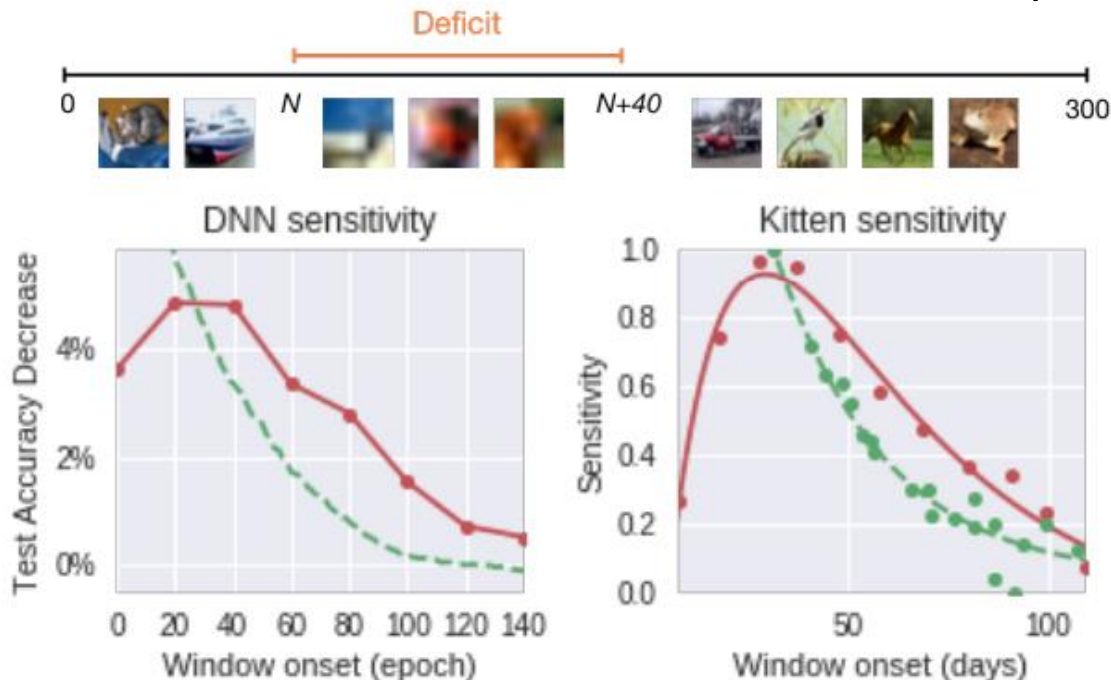 Deficit
0 N N+40 300
DNN sensitivity
Test Accuracy Decrease
4%
2%
0%
0 20 40 60 80 100 120 140
Window onset (epoch)
Kitten sensitivity
Sensitivity
1.0
0.8
0.6
0.4
0.2
0.0
50 100
Window onset (days)